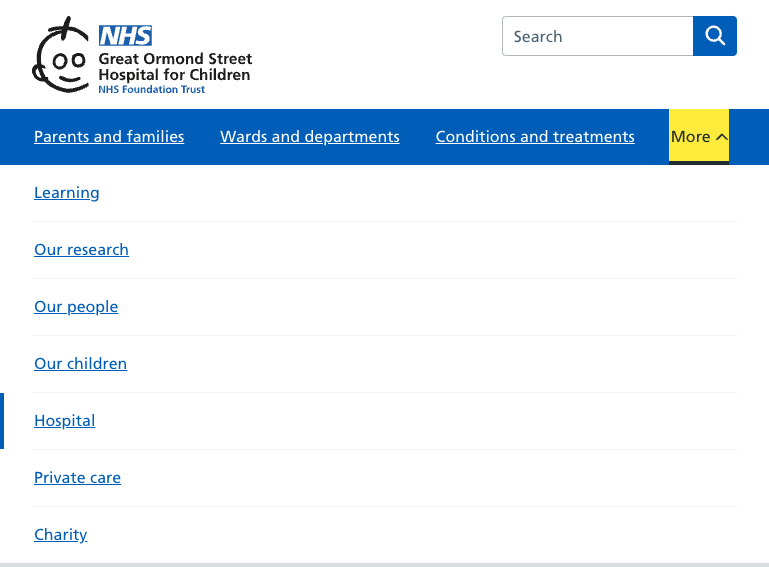 NHS
Great Ormond Street
Hospital for Children
NHS Foundation Trust
Search
Parents and families
Wards and departments
Conditions and treatments
More
Learning
Our research
Our people
Our children
Hospital
Private care
Charity